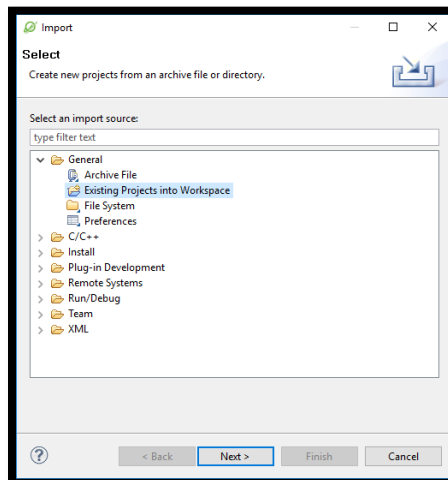 Import
Select
Create new projects from an archive file or directory.
Select an import source:
type filter text
General
Archive File
Existing Projects into Workspace
File System
Preferences
C/C++
Install
Plug-in Development
Remote Systems
Run/Debug
Team
XML
?
< Back
Next >
Finish
Cancel